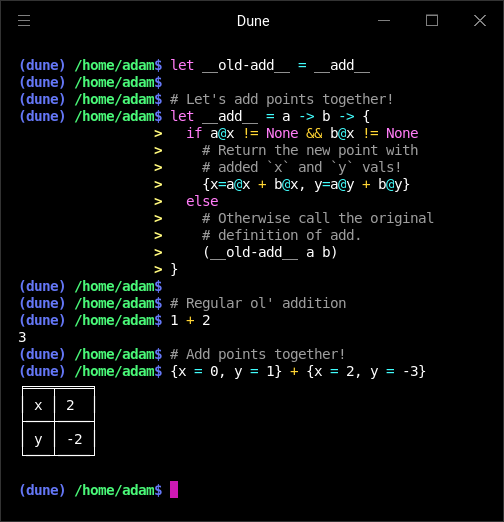 Dune
(dune) /home/adam$ let __old-add__ = __add__
(dune) /home/adam$
(dune) /home/adam$ # Let's add points together!
(dune) /home/adam$ let __add__ = a -> b -> {
> if a@x != None && b@x != None
> # Return the new point with
> # added `x` and `y` vals!
> {x=a@x + b@x, y=a@y + b@y}
> else
> # Otherwise call the original
> # definition of add.
> (__old-add__ a b)
> }
(dune) /home/adam$
(dune) /home/adam$ # Regular ol' addition
(dune) /home/adam$ 1 + 2
3
(dune) /home/adam$ # Add points together!
(dune) /home/adam$ {x = 0, y = 1} + {x = 2, y = -3}
x 2
y -2
(dune) /home/adam$